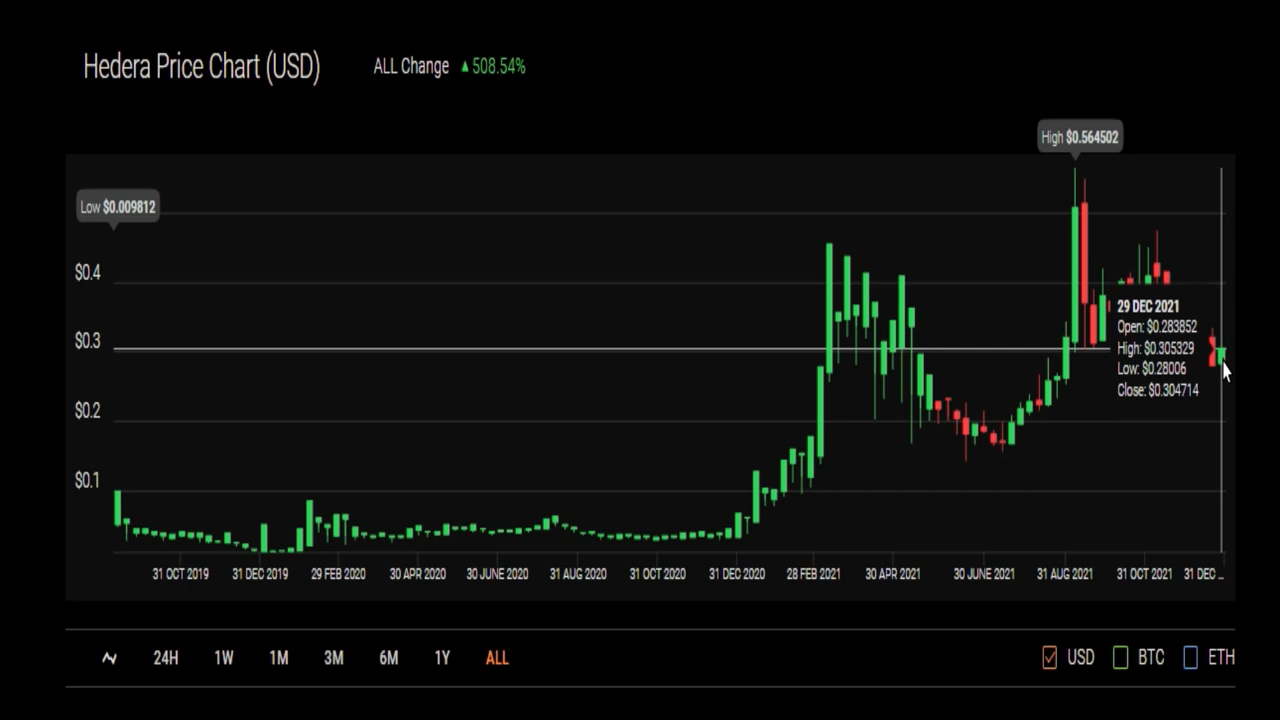 Hedera Price Chart (USD)
ALL Change ▲508.54%
High $0.564502
Low $0.009812
$0.4
$0.3
$0.2
$0.1
29 DEC 2021
Open: $0.283852
High: $0.305329
Low: $0.28006
Close: $0.304714
31 OCT 2019
31 DEC 2019
29 FEB 2020
30 APR 2020
30 JUNE 2020
31 AUG 2020
31 OCT 2020
31 DEC 2020
28 FEB 2021
30 APR 2021
30 JUNE 2021
31 AUG 2021
31 OCT 2021
31 DEC ...
24H 1W 1M 3M 6M 1Y ALL
USD BTC ETH